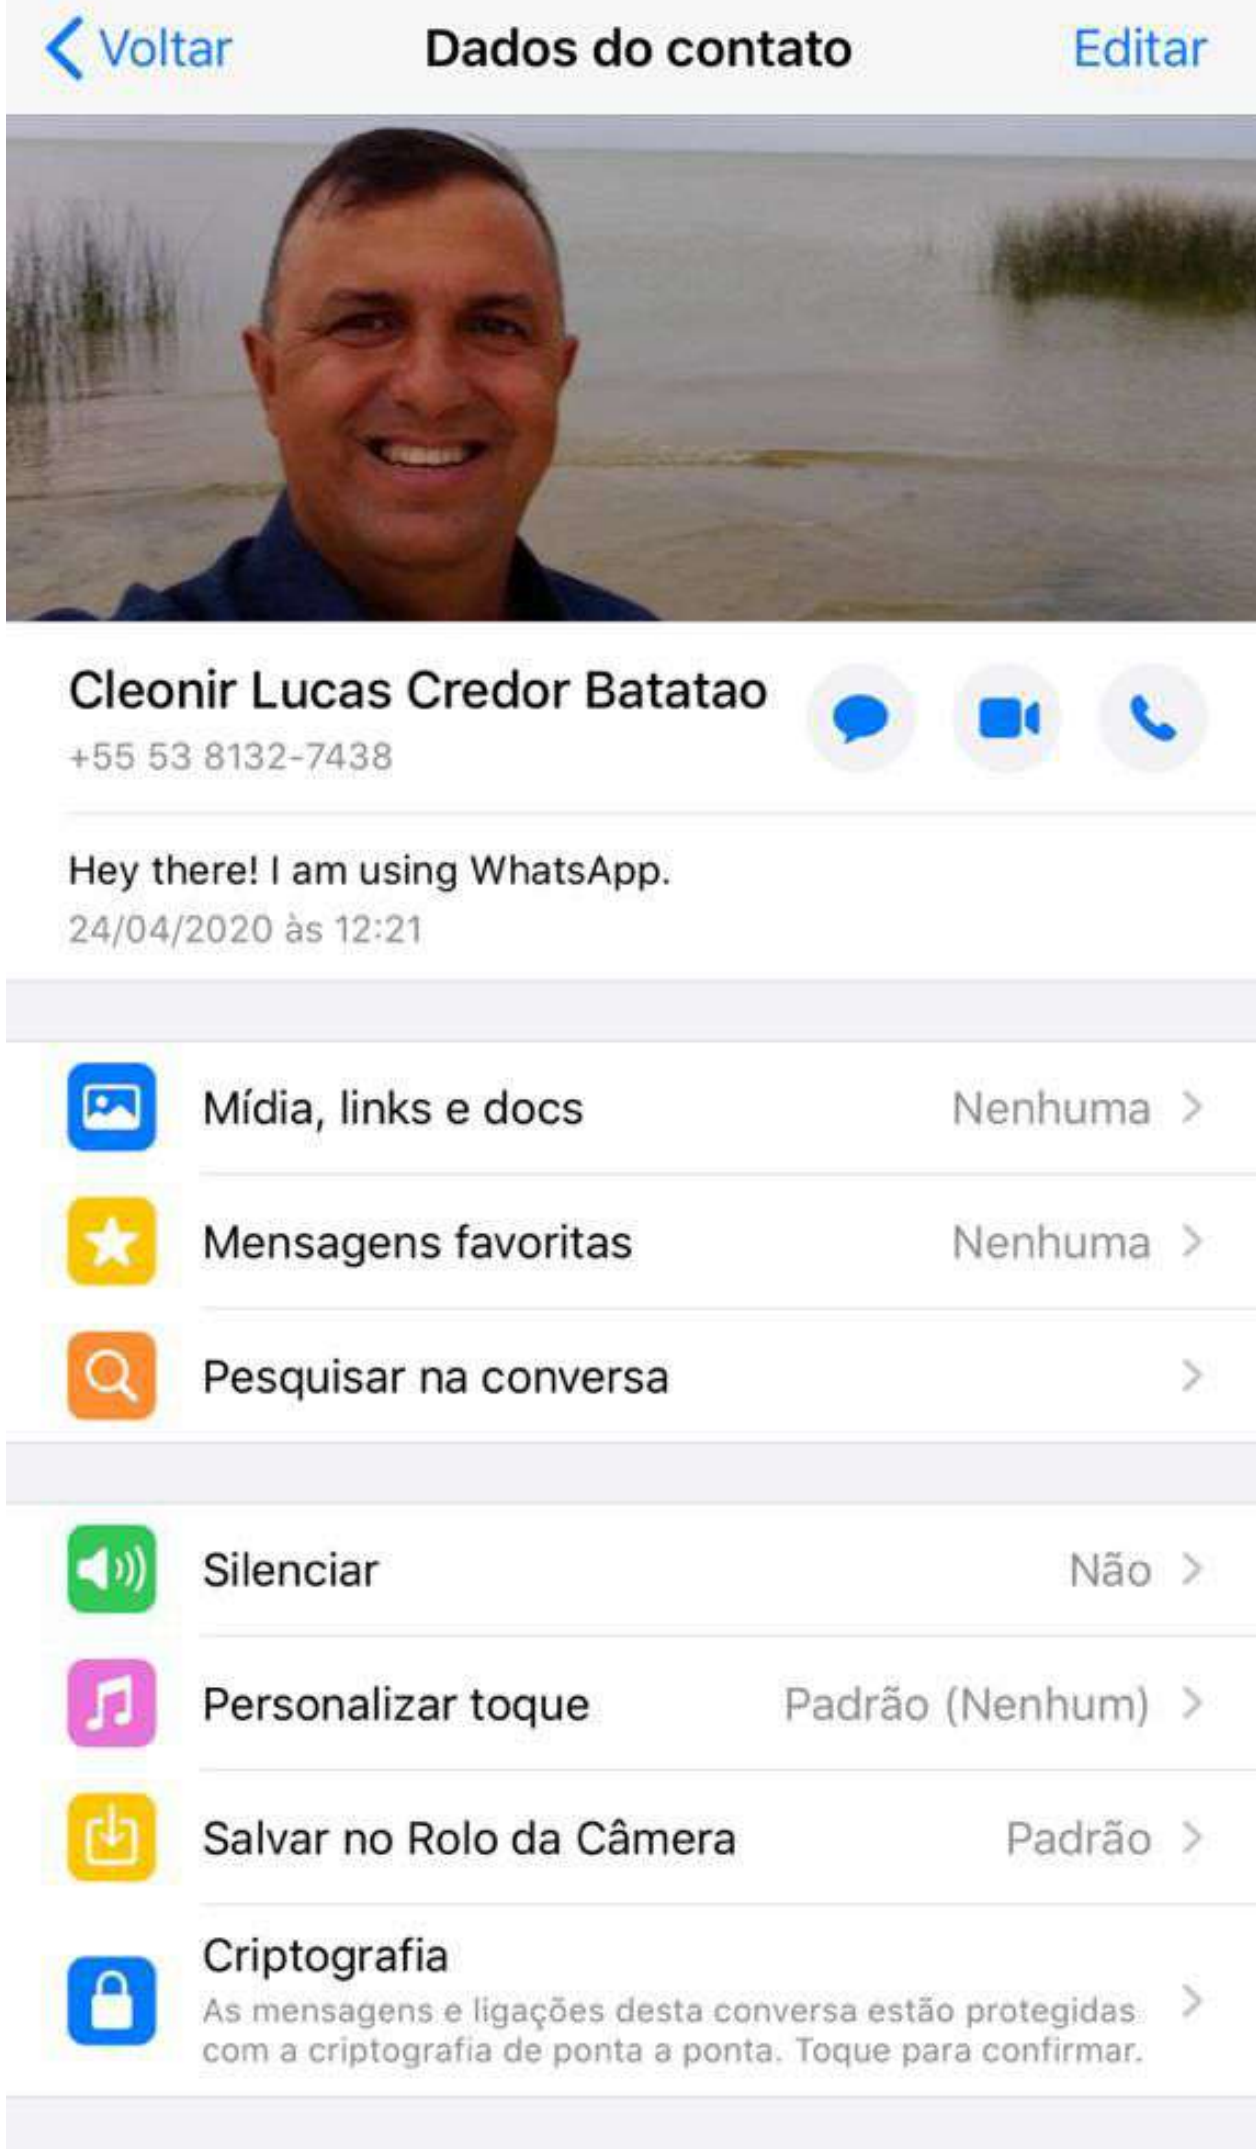 Voltar
Dados do contato
Editar
Cleonir Lucas Credor Batatao
+55 53 8132-7438
Hey there! I am using WhatsApp.
24/04/2020 às 12:21
Mídia, links e docs Nenhuma
Mensagens favoritas Nenhuma
Pesquisar na conversa
Silenciar Não
Personalizar toque Padrão (Nenhum)
Salvar no Rolo da Câmera Padrão
Criptografia
As mensagens e ligações desta conversa estão protegidas
com a criptografia de ponta a ponta. Toque para confirmar.